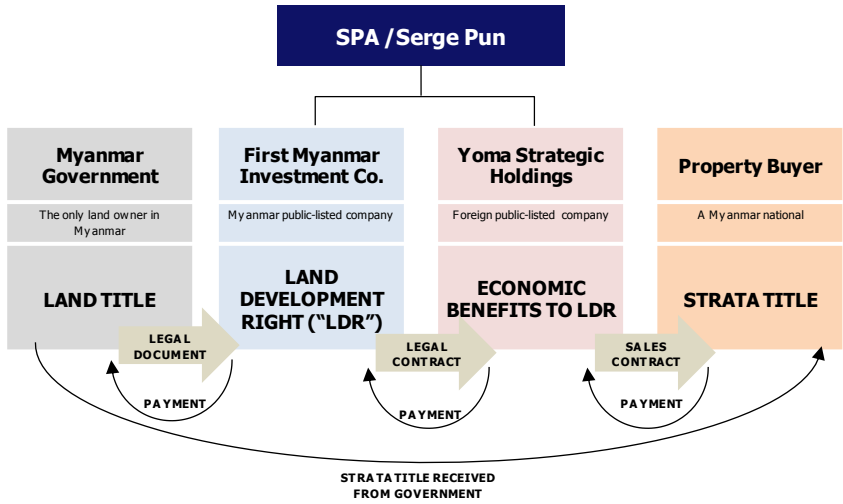 SPA / Serge Pun
Myanmar
Government
First Myanmar
Investment Co.
Yoma Strategic
Holdings
Property Buyer
The only land owner in
Myanmar
Myanmar public-listed company
Foreign public-listed company
A Myanmar national
LAND TITLE
LAND
DEVELOPMENT
RIGHT (“LDR”)
ECONOMIC
BENEFITS TO LDR
STRATA TITLE
LEGAL
DOCUMENT
LEGAL
CONTRACT
SALES
CONTRACT
PAYMENT
PAYMENT
PAYMENT
STRATA TITLE RECEIVED
FROM GOVERNMENT